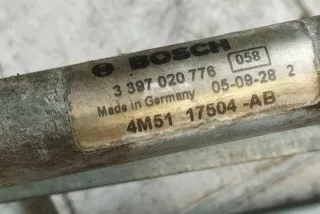 BOSCH
3 397 020 776 058
Made in Germany 05-09-28 2
4M51 17504-AB